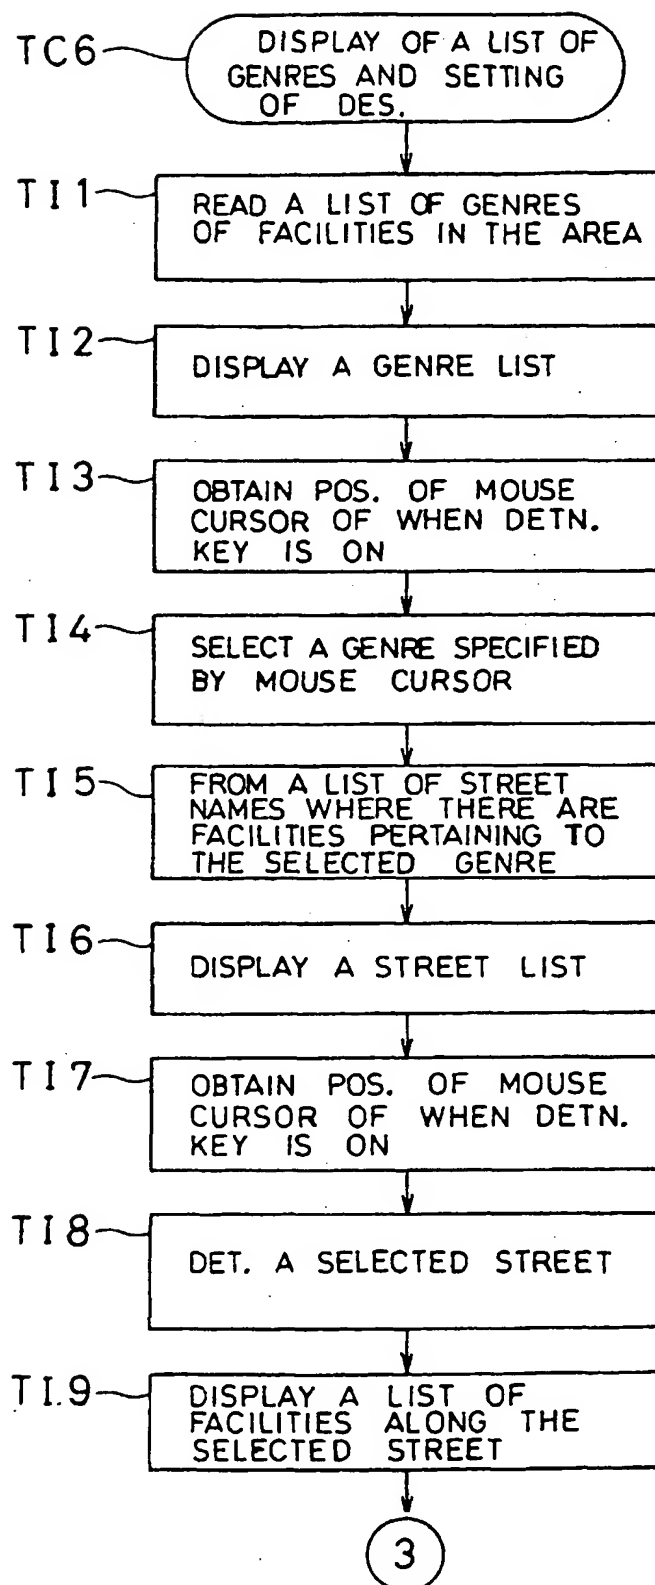 TC6
DISPLAY OF A LIST OF
GENRES AND SETTING
OF DES.
TI1
READ A LIST OF GENRES
OF FACILITIES IN THE AREA
TI2
DISPLAY A GENRE LIST
TI3
OBTAIN POS. OF MOUSE
CURSOR OF WHEN DETN.
KEY IS ON
TI4
SELECT A GENRE SPECIFIED
BY MOUSE CURSOR
TI5
FROM A LIST OF STREET
NAMES WHERE THERE ARE
FACILITIES PERTAINING TO
THE SELECTED GENRE
TI6
DISPLAY A STREET LIST
TI7
OBTAIN POS. OF MOUSE
CURSOR OF WHEN DETN.
KEY IS ON
TI8
DET. A SELECTED STREET
TI.9
DISPLAY A LIST OF
FACILITIES ALONG THE
SELECTED STREET
3